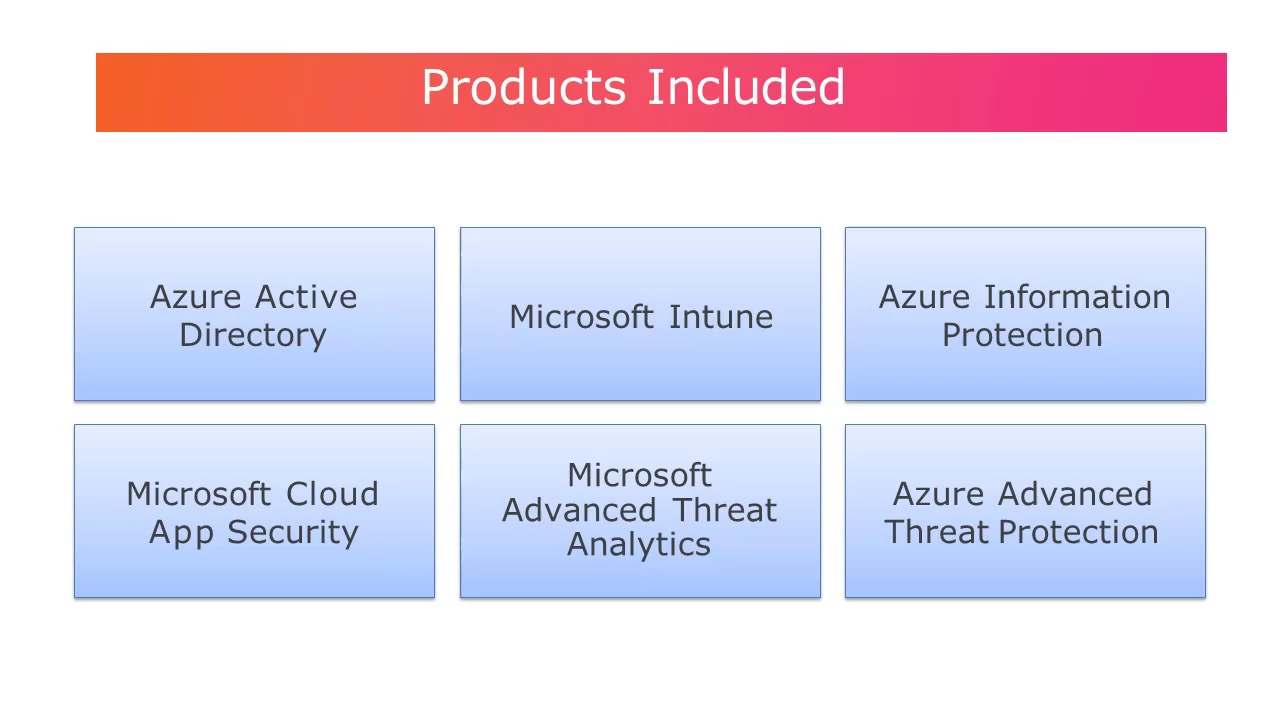 Products Included
Azure Active
Directory
Microsoft Intune
Azure Information
Protection
Microsoft Cloud
App Security
Microsoft
Advanced Threat
Analytics
Azure Advanced
Threat Protection